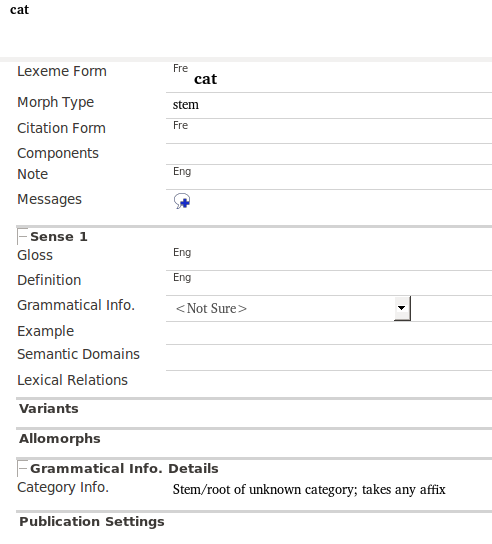 cat
Lexeme Form Fre cat
Morph Type stem
Citation Form Fre
Components
Note Eng
Messages
Sense 1
Gloss Eng
Definition Eng
Grammatical Info. <Not Sure>
Example
Semantic Domains
Lexical Relations
Variants
Allomorphs
Grammatical Info. Details
Category Info. Stem/root of unknown category; takes any affix
Publication Settings